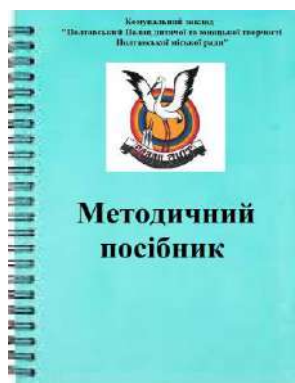 Комунальний заклад
"Полтавський Палац дитячої та юнацької творчості
Полтавської міської ради"
Методичний
посібник